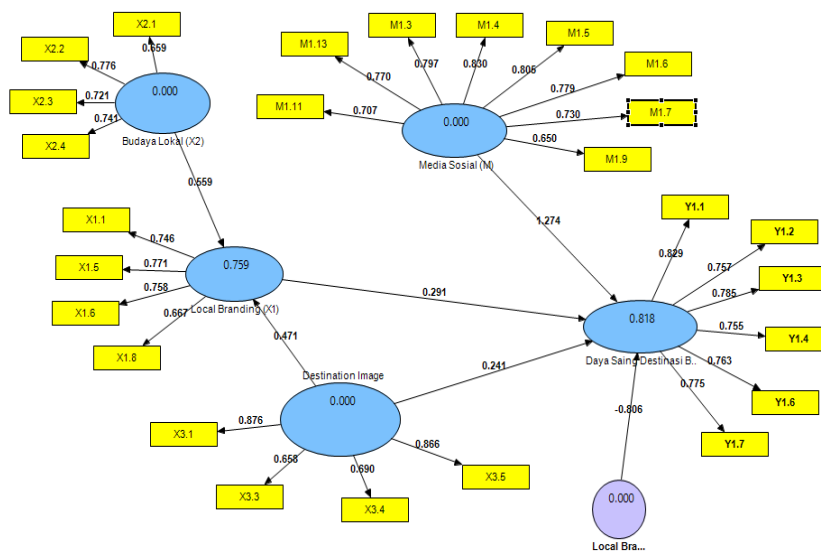 X2.1
0.659
X2.2
0.776
X2.3
0.721
X2.4
0.741
0.000
Budaya Lokal (X2)
0.559
M1.13
0.770
M1.3
0.797
M1.4
0.830
M1.5
0.805
M1.6
0.779
M1.7
0.730
M1.9
0.650
M1.11
0.707
0.000
Media Sosial (M)
1.274
X1.1
0.746
X1.5
0.771
X1.6
0.758
X1.8
0.667
0.759
Local Branding (X1)
0.291
0.471
Destination Image
0.000
0.241
X3.1
0.876
X3.3
0.658
X3.4
0.690
X3.5
0.866
Y1.1
0.829
Y1.2
0.757
Y1.3
0.785
Y1.4
0.755
Y1.6
0.763
Y1.7
0.775
0.818
Daya Saing Destinasi B..
-0.806
0.000
Local Bra...